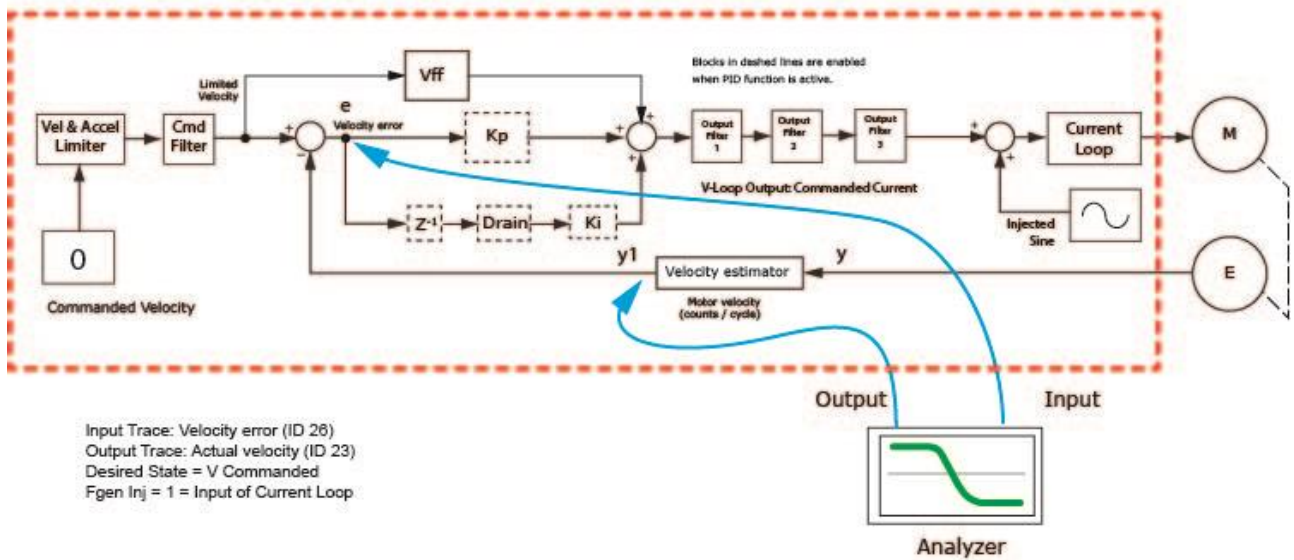 Vff
Blocks in dashed lines are enabled
when PID function is active.
Limited
Velocity
e
Velocity error
Vel & Accel
Limiter
Cmd
Filter
+
−
Kp
+
+
+
Output
Filter
1
Output
Filter
2
Output
Filter
3
+
+
Current
Loop
M
V-Loop Output: Commanded Current
Z-1
Drain
Ki
Injected
Sine
0
y1
Velocity estimator
y
E
Commanded Velocity
Motor velocity
(counts / cycle)
Output
Input
Input Trace: Velocity error (ID 26)
Output Trace: Actual velocity (ID 23)
Desired State = V Commanded
Fgen Inj = 1 = Input of Current Loop
Analyzer